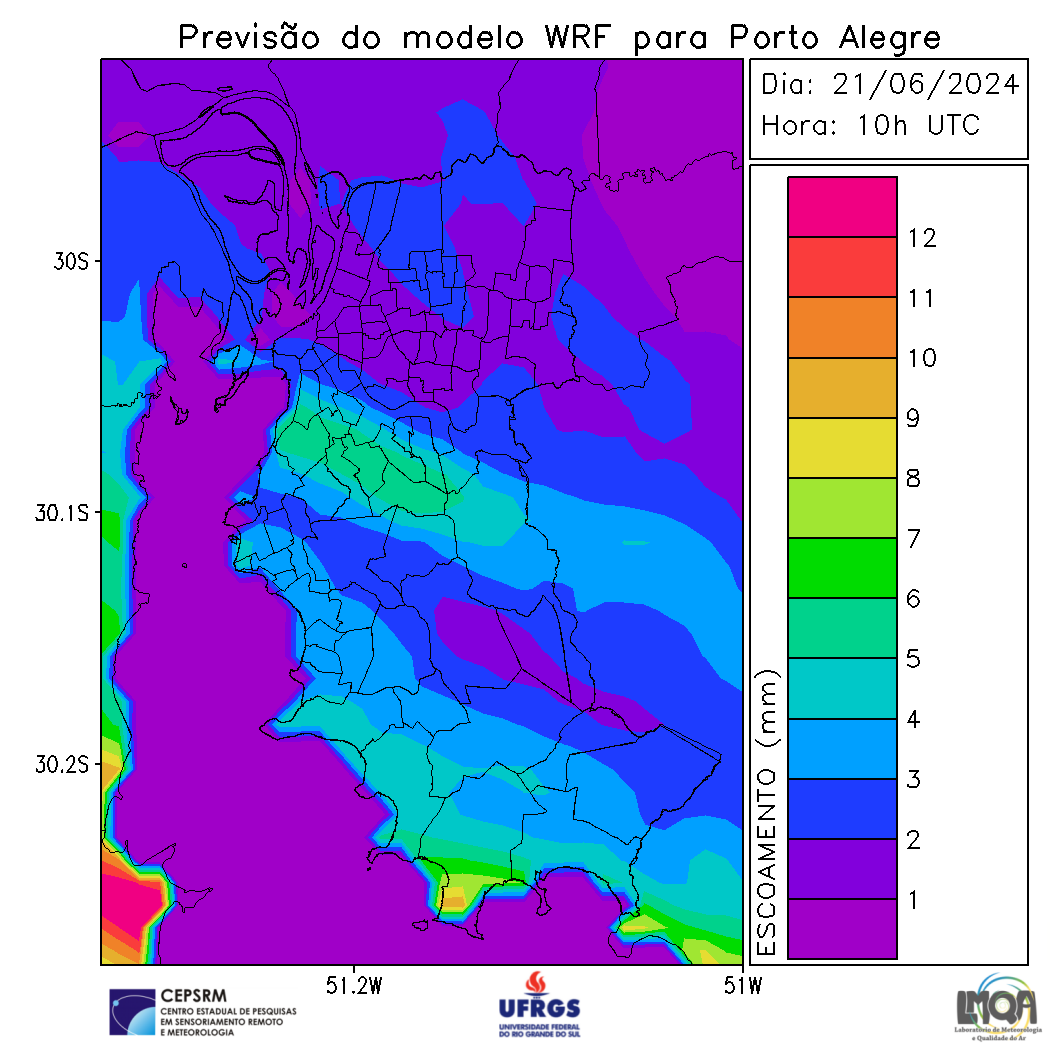 Previsão do modelo WRF para Porto Alegre
Dia: 21/06/2024
Hora: 10h UTC
12
11
10
9
8
7
6
5
4
3
2
1
ESCOAMENTO (mm)
30S
30.1S
30.2S
51.2W
51W
CEPSRM
CENTRO ESTADUAL DE PESQUISAS
EM SENSORIAMENTO REMOTO
E METEOROLOGIA
UFRGS
UNIVERSIDADE FEDERAL
DO RIO GRANDE DO SUL
LMQA
Laboratório de Meteorologia
e Qualidade do Ar